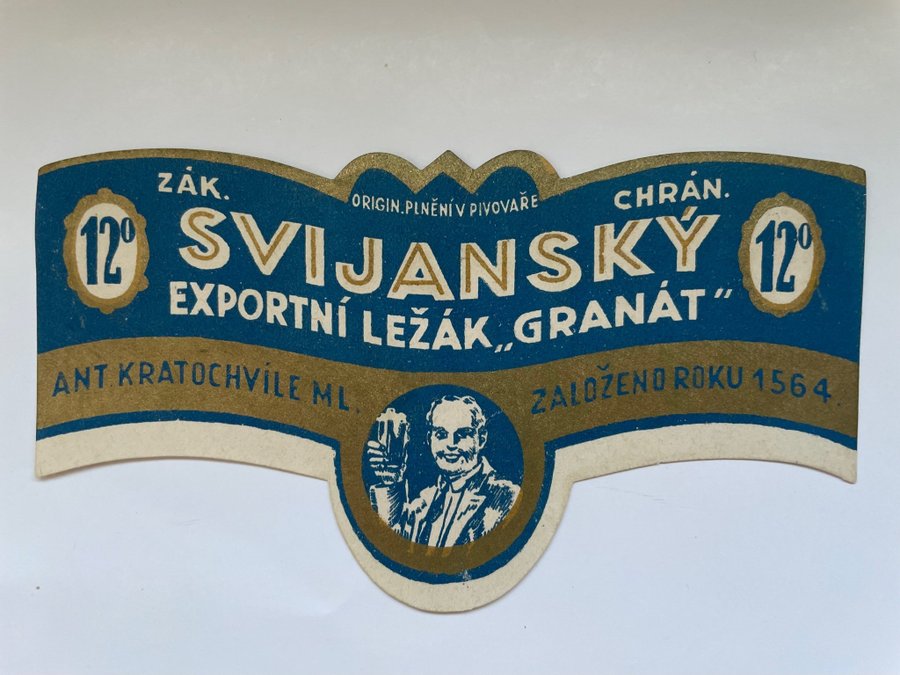 ORIGIN. PLNĚNÍ V PIVOVAŘE
ZÁK. CHRÁN.
12° SVIJANSKÝ 12°
EXPORTNÍ LEŽÁK „GRANÁT"
ANT KRATOCHVÍLE ML. ZALOŽENO ROKU 1564.